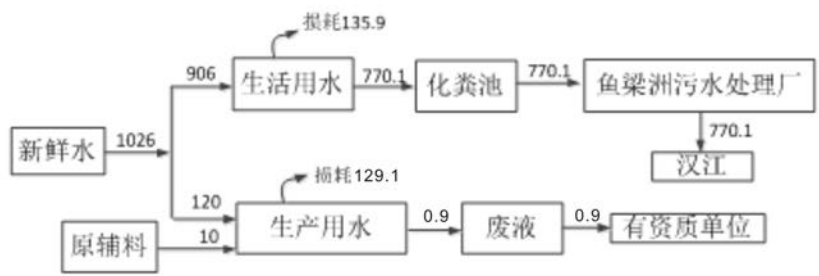 损耗135.9
906
生活用水
770.1
化粪池
770.1
鱼梁洲污水处理厂
770.1
汉江
新鲜水
1026
损耗129.1
120
生产用水
0.9
废液
0.9
有资质单位
原辅料
10